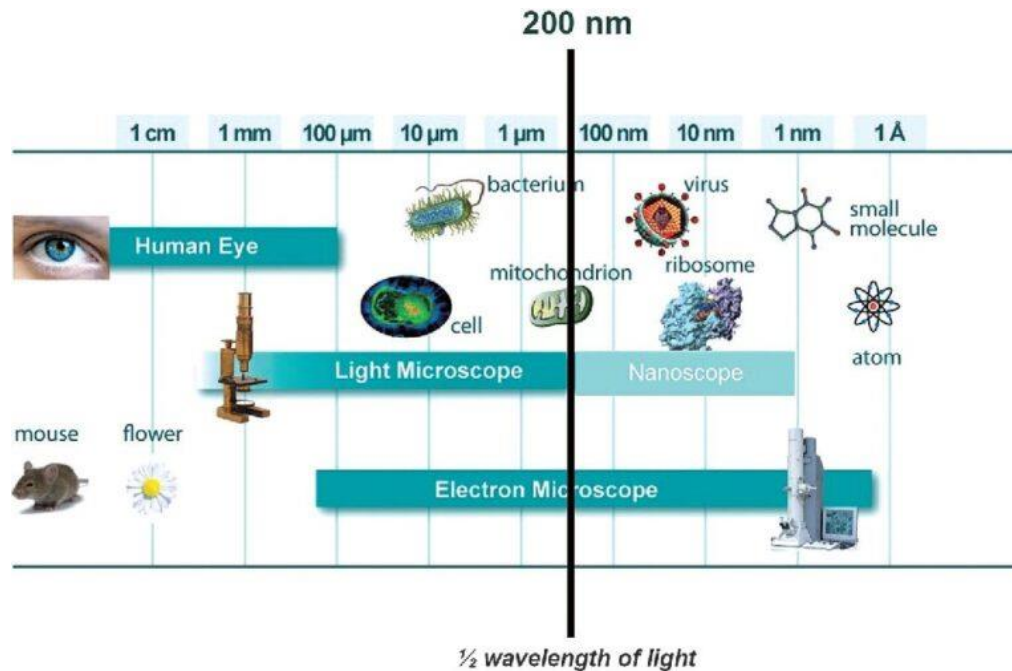 200 nm
1 cm
1 mm
100 µm
10 µm
1 µm
100 nm
10 nm
1 nm
1 Å
bacterium
virus
small
molecule
Human Eye
mitochondrion
ribosome
cell
atom
Light Microscope
Nanoscope
mouse
flower
Electron Microscope
½ wavelength of light